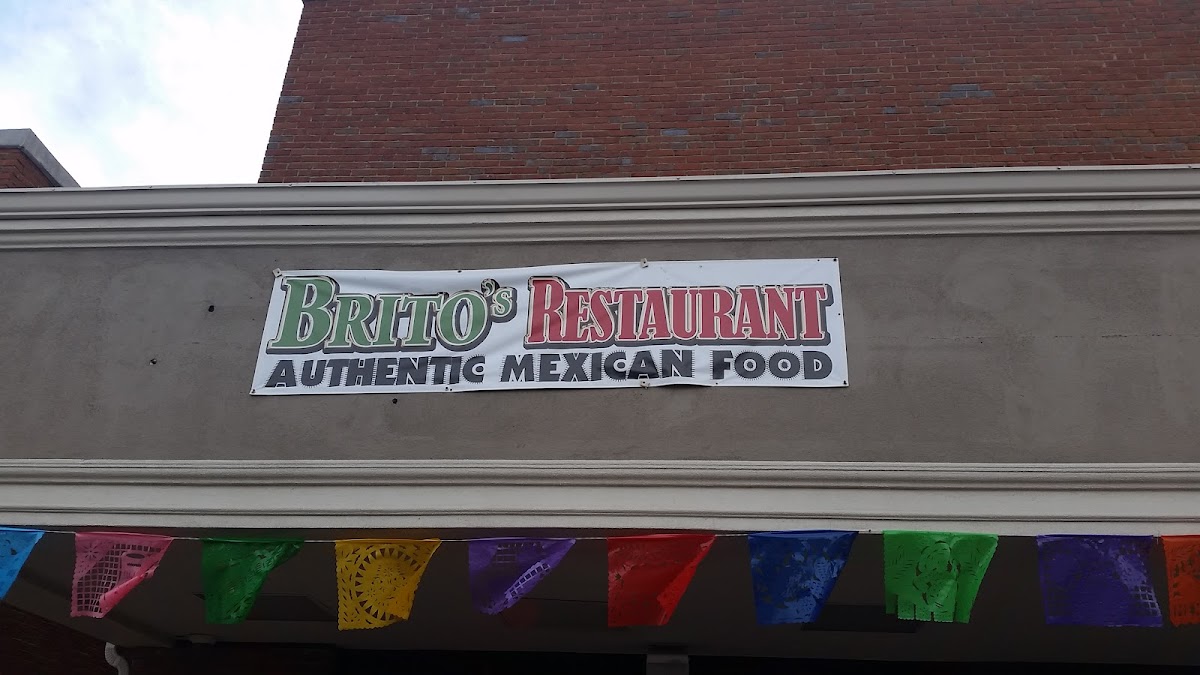 BRITO'S RESTAURANT
AUTHENTIC MEXICAN FOOD